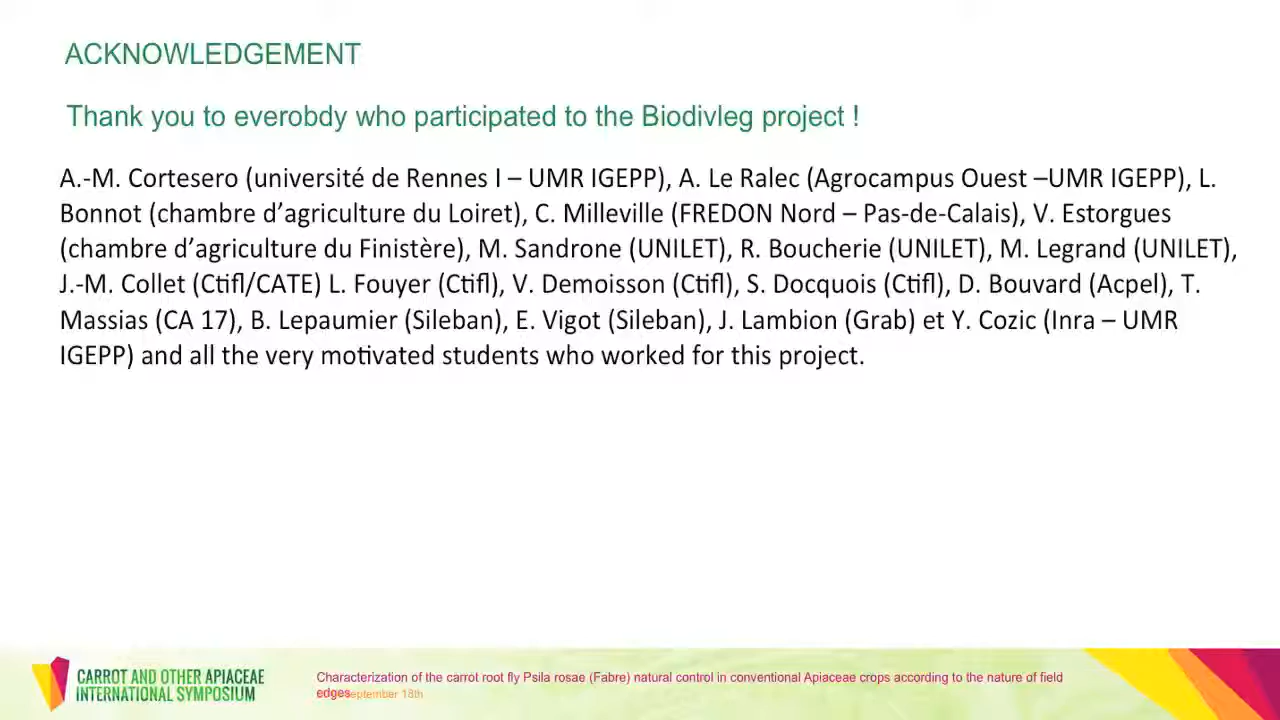 ACKNOWLEDGEMENT
Thank you to everobdy who participated to the Biodivleg project !
A.-M. Cortesero (université de Rennes I – UMR IGEPP), A. Le Ralec (Agrocampus Ouest –UMR IGEPP), L.
Bonnot (chambre d’agriculture du Loiret), C. Milleville (FREDON Nord – Pas-de-Calais), V. Estorgues
(chambre d’agriculture du Finistère), M. Sandrone (UNILET), R. Boucherie (UNILET), M. Legrand (UNILET),
J.-M. Collet (Ctifl/CATE) L. Fouyer (Ctifl), V. Demoisson (Ctifl), S. Docquois (Ctifl), D. Bouvard (Acpel), T.
Massias (CA 17), B. Lepaumier (Sileban), E. Vigot (Sileban), J. Lambion (Grab) et Y. Cozic (Inra – UMR
IGEPP) and all the very motivated students who worked for this project.
CARROT AND OTHER APIACEAE
INTERNATIONAL SYMPOSIUM
Characterization of the carrot root fly Psila rosae (Fabre) natural control in conventional Apiaceae crops according to the nature of field
edges
18th